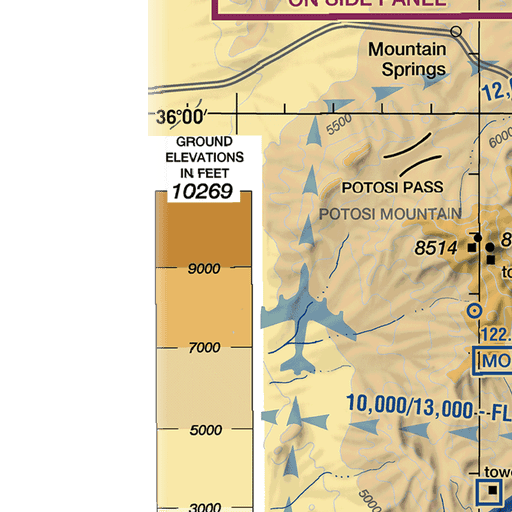 ON SIDE PANEL
Mountain
Springs
12,
36°00'
5500
6000
GROUND
ELEVATIONS
IN FEET
10269
POTOSI PASS
POTOSI MOUNTAIN
8514
8
to
9000
122.
7000
MO
10,000/13,000--FL
5000
towe
5000
3000